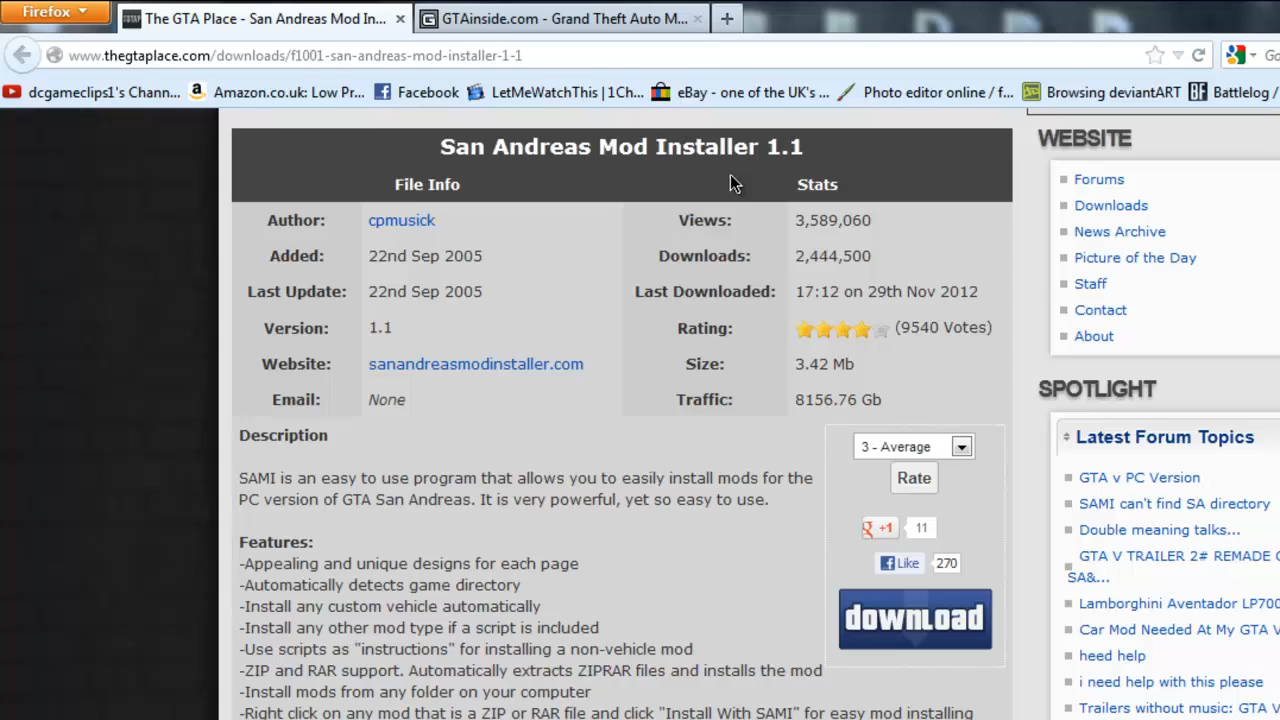 Firefox
The GTA Place - San Andreas Mod In...
GTAinside.com - Grand Theft Auto M...
www.thegtaplace.com/downloads/f1001-san-andreas-mod-installer-1-1
Go
dcgameclips1's Chann...
Amazon.co.uk: Low Pr...
Facebook
LetMeWatchThis | 1Ch...
eBay - one of the UK's ...
Photo editor online / f...
Browsing deviantART
Battlelog /
San Andreas Mod Installer 1.1
File Info
Stats
Author: cpmusick
Views: 3,589,060
Added: 22nd Sep 2005
Downloads: 2,444,500
Last Update: 22nd Sep 2005
Last Downloaded: 17:12 on 29th Nov 2012
Version: 1.1
Rating: (9540 Votes)
Website: sanandreasmodinstaller.com
Size: 3.42 Mb
Email: None
Traffic: 8156.76 Gb
Description
SAMI is an easy to use program that allows you to easily install mods for the
PC version of GTA San Andreas. It is very powerful, yet so easy to use.
Features:
-Appealing and unique designs for each page
-Automatically detects game directory
-Install any custom vehicle automatically
-Install any other mod type if a script is included
-Use scripts as "instructions" for installing a non-vehicle mod
-ZIP and RAR support. Automatically extracts ZIPRAR files and installs the mod
-Install mods from any folder on your computer
-Right click on any mod that is a ZIP or RAR file and click "Install With SAMI" for easy mod installing
3 - Average
Rate
+1 11
Like 270
download
WEBSITE
Forums
Downloads
News Archive
Picture of the Day
Staff
Contact
About
SPOTLIGHT
Latest Forum Topics
GTA v PC Version
SAMI can't find SA directory
Double meaning talks...
GTA V TRAILER 2# REMADE O
SA&...
Lamborghini Aventador LP700
Car Mod Needed At My GTA V
heed help
i need help with this please
Trailers without music: GTA V